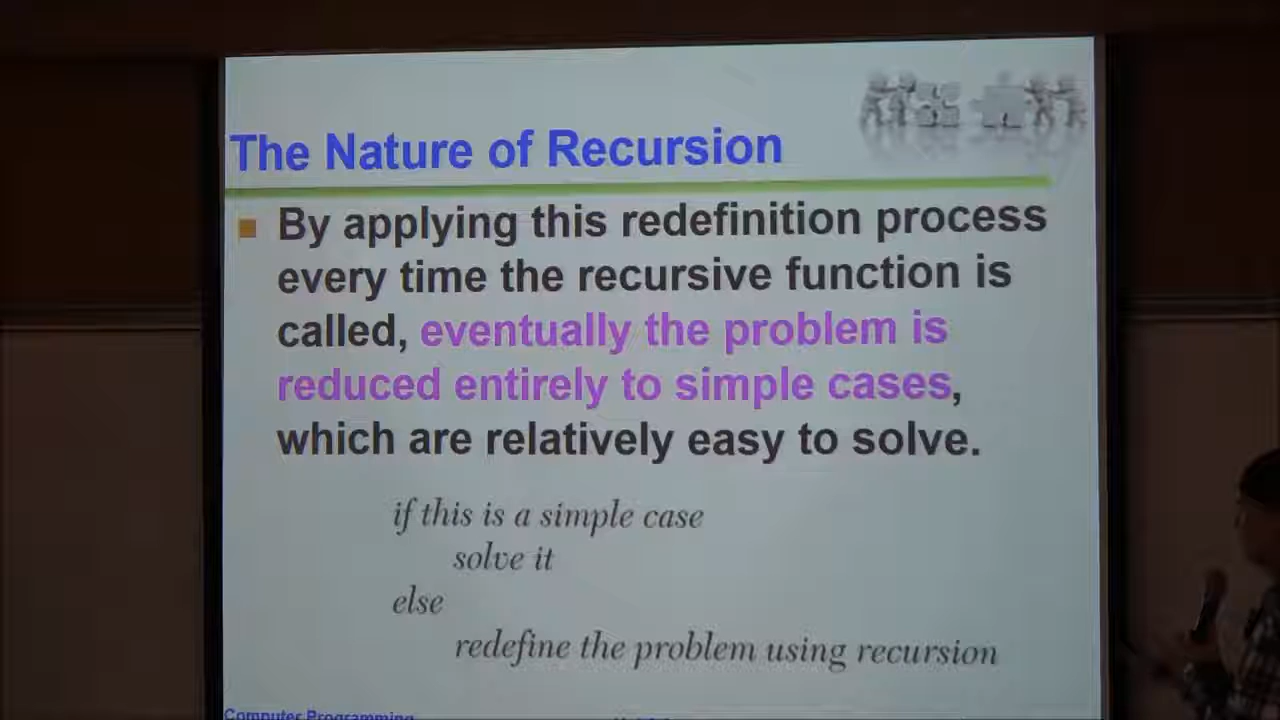 The Nature of Recursion
By applying this redefinition process
every time the recursive function is
called, eventually the problem is
reduced entirely to simple cases,
which are relatively easy to solve.
if this is a simple case
solve it
else
redefine the problem using recursion
Computer Programming